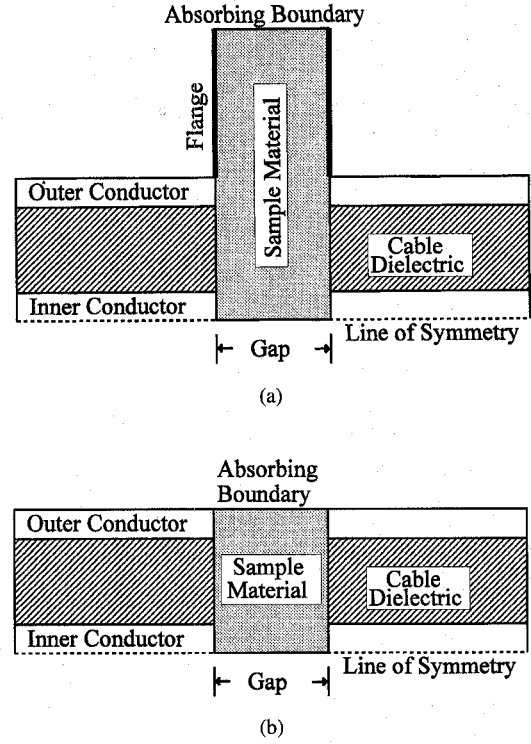 Absorbing Boundary
Flange
Sample Material
Outer Conductor
Cable
Dielectric
Inner Conductor
Line of Symmetry
Gap
(a)
Absorbing
Boundary
Outer Conductor
Sample
Material
Cable
Dielectric
Inner Conductor
Line of Symmetry
Gap
(b)